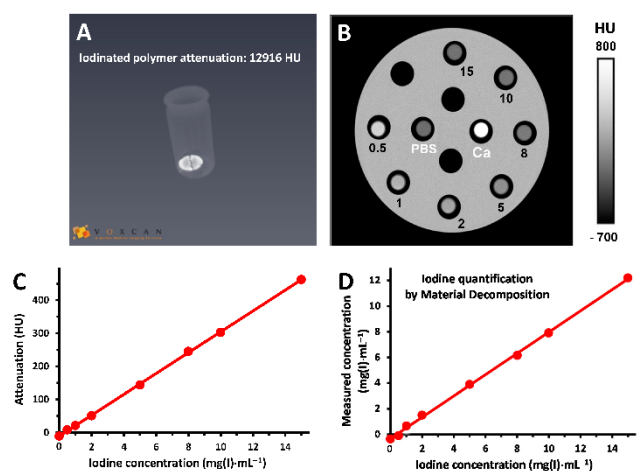 A
Iodinated polymer attenuation: 12916 HU
VOXCAN
B
15
10
0.5
PBS
Ca
8
1
2
5
HU
800
- 700
C
Attenuation (HU)
400
300
200
100
0
0
2
4
6
8
10
12
14
Iodine concentration (mg(I)·mL⁻¹)
D
Iodine quantification
by Material Decomposition
Measured concentration
(mg(I)·mL⁻¹)
12
10
8
6
4
2
0
0
2
4
6
8
10
12
14
Iodine concentration (mg(I)·mL⁻¹)